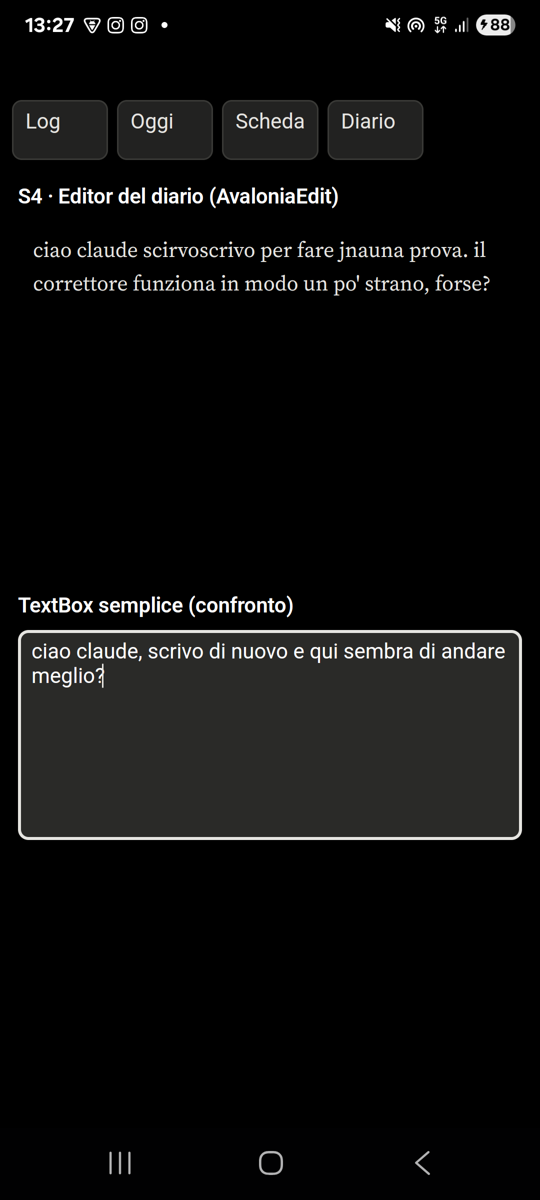 13:27
5G
88
Log
Oggi
Scheda
Diario
S4 · Editor del diario (AvaloniaEdit)
ciao claude scirvoscrivo per fare jnauna prova. il
correttore funziona in modo un po' strano, forse?
TextBox semplice (confronto)
ciao claude, scrivo di nuovo e qui sembra di andare
meglio?